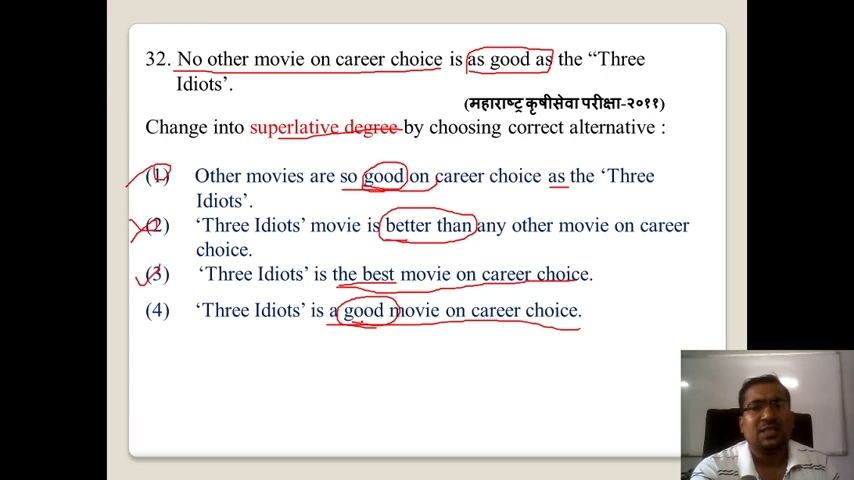 32. No other movie on career choice is as good as the “Three
Idiots’.
(महाराष्ट्र कृषीसेवा परीक्षा-२०११)
Change into superlative degree by choosing correct alternative :
(1) Other movies are so good on career choice as the ‘Three
Idiots’.
(2) ‘Three Idiots’ movie is better than any other movie on career
choice.
(3) ‘Three Idiots’ is the best movie on career choice.
(4) ‘Three Idiots’ is a good movie on career choice.